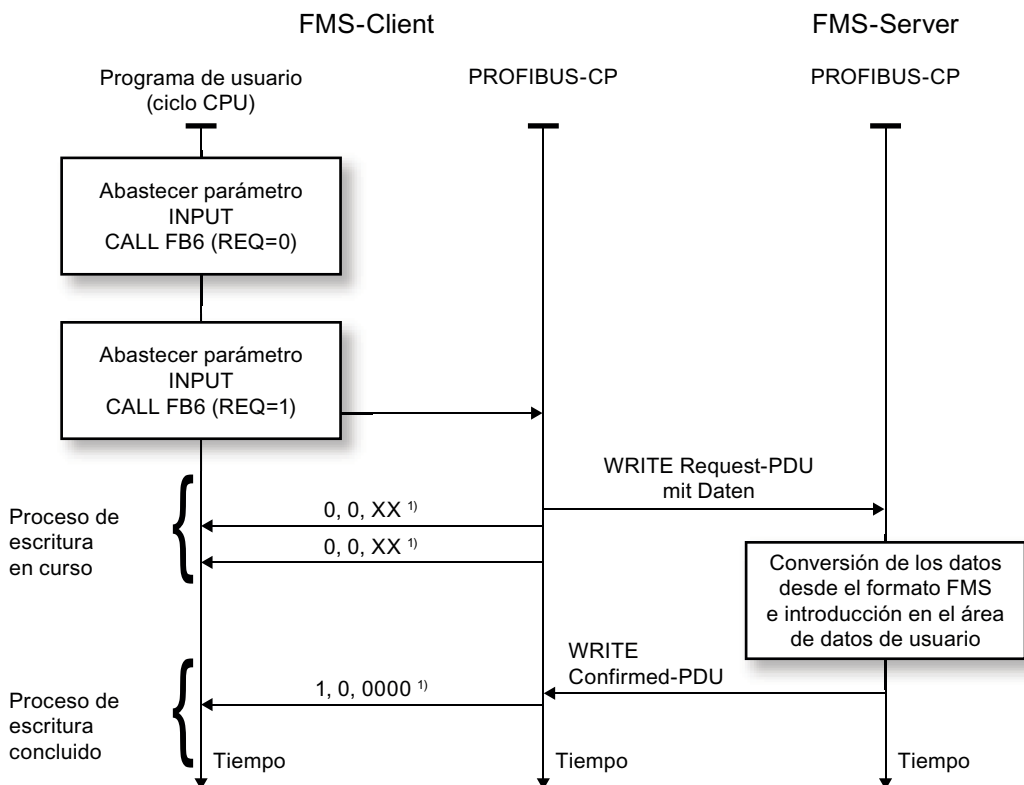 FMS-Client
FMS-Server
Programa de usuario
(ciclo CPU)
PROFIBUS-CP
PROFIBUS-CP
Abastecer parámetro
INPUT
CALL FB6 (REQ=0)
Abastecer parámetro
INPUT
CALL FB6 (REQ=1)
WRITE Request-PDU
mit Daten
Proceso de
escritura
en curso
0, 0, XX 1)
0, 0, XX 1)
Conversión de los datos
desde el formato FMS
e introducción en el área
de datos de usuario
WRITE
Confirmed-PDU
1, 0, 0000 1)
Proceso de
escritura
concluido
Tiempo
Tiempo
Tiempo